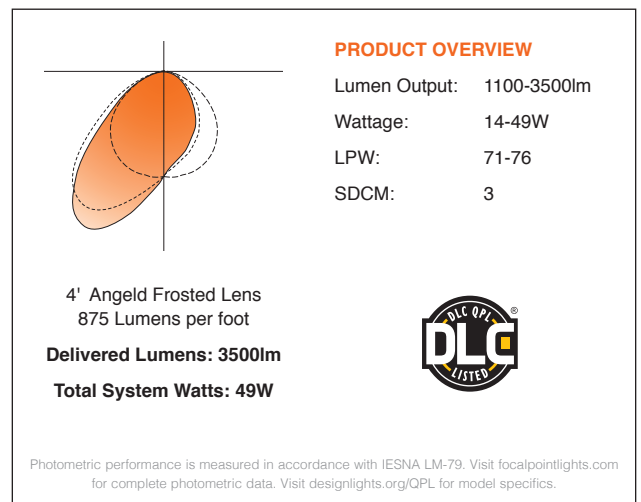 PRODUCT OVERVIEW
Lumen Output: 1100-3500lm
Wattage: 14-49W
LPW: 71-76
SDCM: 3
4' Angeld Frosted Lens
875 Lumens per foot
Delivered Lumens: 3500lm
Total System Watts: 49W
DLC QPL
®
DLC
LISTED
Photometric performance is measured in accordance with IESNA LM-79. Visit focalpointlights.com
for complete photometric data. Visit designlights.org/QPL for model specifics.